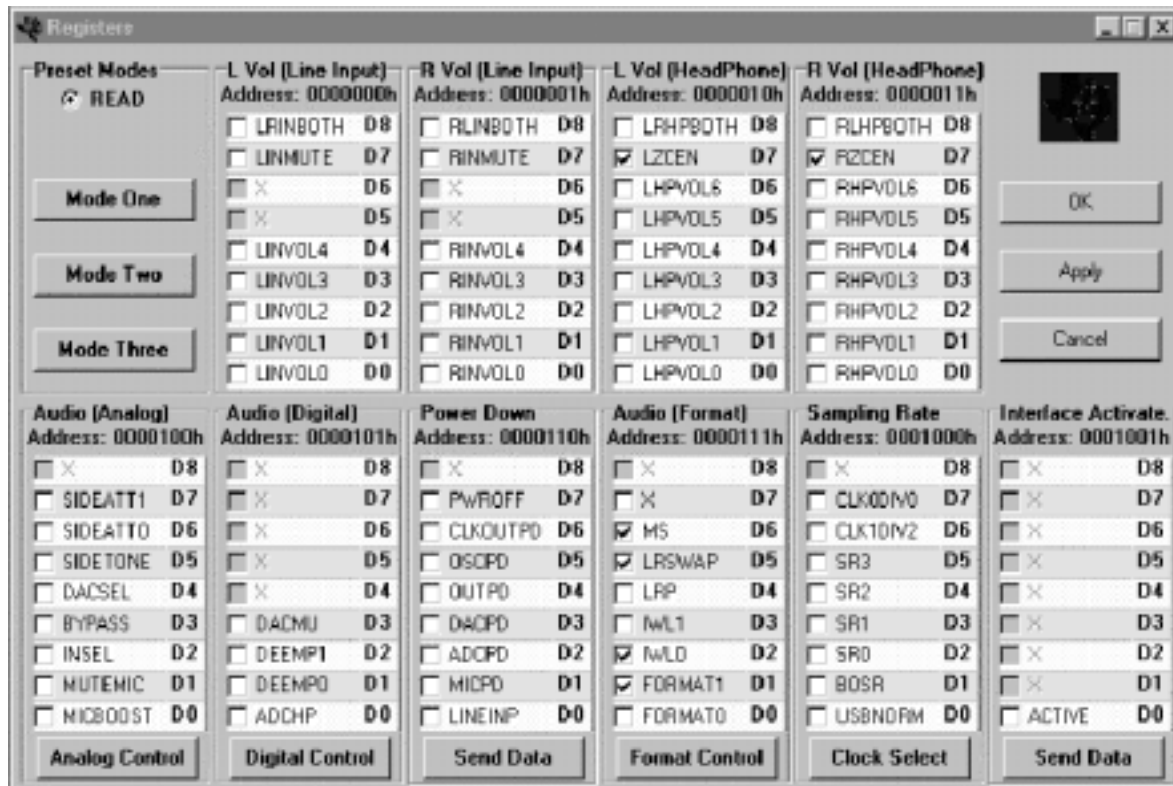 Registers
Preset Modes
READ
Mode One
Mode Two
Mode Three
L Vol (Line Input)
Address: 0000000h
LRINBOTH D8
LINMUTE D7
X D6
X D5
LINVOL4 D4
LINVOL3 D3
LINVOL2 D2
LINVOL1 D1
LINVOL0 D0
R Vol (Line Input)
Address: 0000001h
RLINBOTH D8
RINMUTE D7
X D6
X D5
RINVOL4 D4
RINVOL3 D3
RINVOL2 D2
RINVOL1 D1
RINVOL0 D0
L Vol (HeadPhone)
Address: 0000010h
LRHPBOTH D8
LZCEN D7
LHPVOL6 D6
LHPVOL5 D5
LHPVOL4 D4
LHPVOL3 D3
LHPVOL2 D2
LHPVOL1 D1
LHPVOL0 D0
R Vol (HeadPhone)
Address: 0000011h
RLHPBOTH D8
RZCEN D7
RHPVOL6 D6
RHPVOL5 D5
RHPVOL4 D4
RHPVOL3 D3
RHPVOL2 D2
RHPVOL1 D1
RHPVOL0 D0
OK
Apply
Cancel
Audio (Analog)
Address: 0000100h
X D8
SIDEATT1 D7
SIDEATT0 D6
SIDETONE D5
DACSEL D4
BYPASS D3
INSEL D2
MUTEMIC D1
MICBOOST D0
Analog Control
Audio (Digital)
Address: 0000101h
X D8
X D7
X D6
X D5
X D4
DACMU D3
DEEMP1 D2
DEEMP0 D1
ADCHP D0
Digital Control
Power Down
Address: 0000110h
X D8
PWROFF D7
CLKOUTPD D6
OSCPD D5
OUTPD D4
DACPD D3
ADCPD D2
MICPD D1
LINEINP D0
Send Data
Audio (Format)
Address: 0000111h
X D8
X D7
MS D6
LRSWAP D5
LRP D4
IWL1 D3
IWL0 D2
FORMAT1 D1
FORMAT0 D0
Format Control
Sampling Rate
Address: 0001000h
X D8
CLK0DIV0 D7
CLK1DIV2 D6
SR3 D5
SR2 D4
SR1 D3
SR0 D2
BOSR D1
USBNORM D0
Clock Select
Interface Activate.
Address: 0001001h
X D8
X D7
X D6
X D5
X D4
X D3
X D2
X D1
ACTIVE D0
Send Data